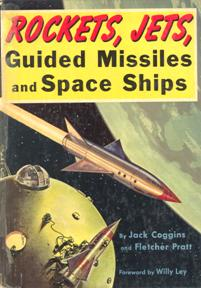 ROCKETS, JETS,
Guided Missiles
and Space Ships
By Jack Coggins
and Fletcher Pratt
Foreword by Willy Ley